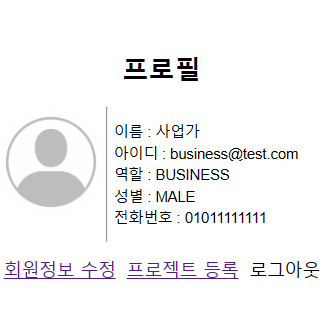 프로필
이름 : 사업가
아이디 : business@test.com
역할 : BUSINESS
성별 : MALE
전화번호 : 01011111111
회원정보 수정 프로젝트 등록 로그아웃